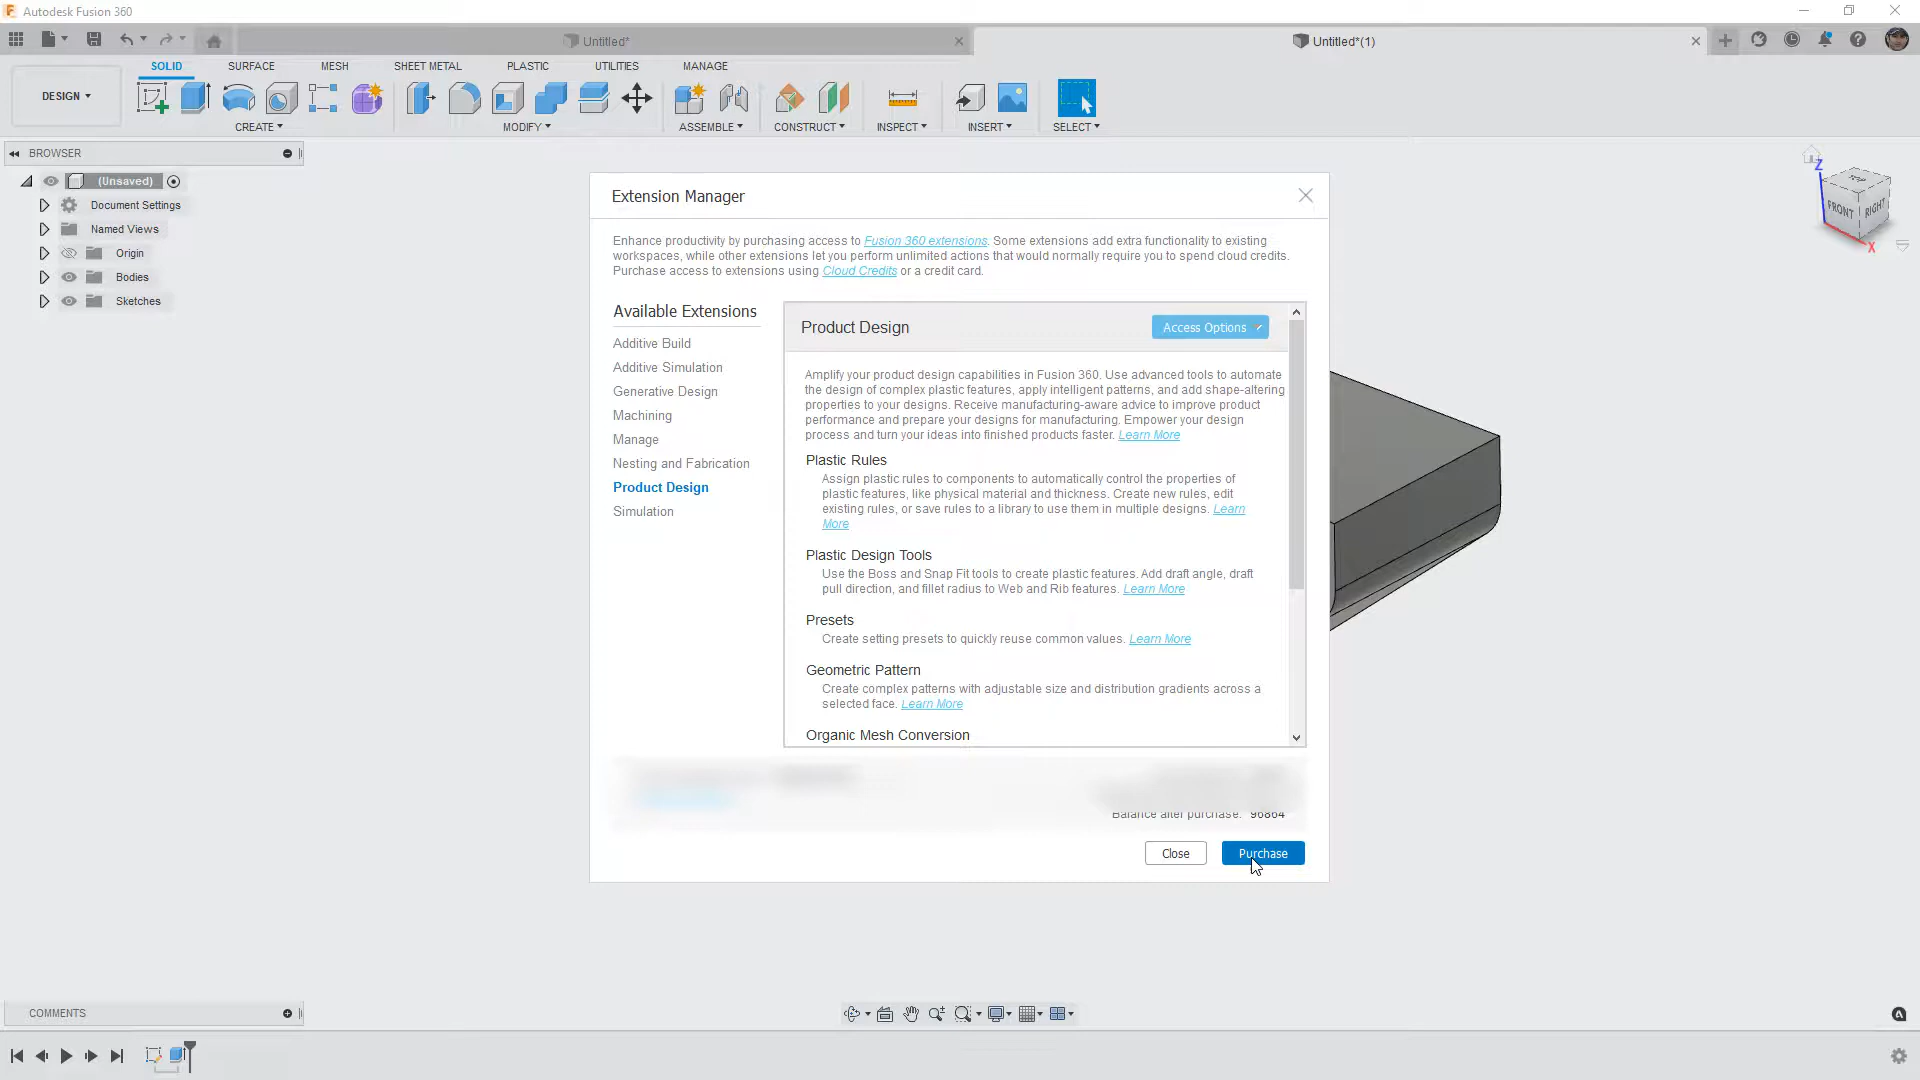 Autodesk Fusion 360
Untitled*
Untitled*(1)
SOLID SURFACE MESH SHEET METAL PLASTIC UTILITIES MANAGE
DESIGN
CREATE MODIFY ASSEMBLE CONSTRUCT INSPECT INSERT SELECT
BROWSER
(Unsaved)
Document Settings
Named Views
Origin
Bodies
Sketches
Z
TOP
FRONT
RIGHT
X
Extension Manager
Enhance productivity by purchasing access to Fusion 360 extensions. Some extensions add extra functionality to existing
workspaces, while other extensions let you perform unlimited actions that would normally require you to spend cloud credits.
Purchase access to extensions using Cloud Credits or a credit card.
Available Extensions
Additive Build
Additive Simulation
Generative Design
Machining
Manage
Nesting and Fabrication
Product Design
Simulation
Product Design
Access Options
Amplify your product design capabilities in Fusion 360. Use advanced tools to automate
the design of complex plastic features, apply intelligent patterns, and add shape-altering
properties to your designs. Receive manufacturing-aware advice to improve product
performance and prepare your designs for manufacturing. Empower your design
process and turn your ideas into finished products faster. Learn More
Plastic Rules
Assign plastic rules to components to automatically control the properties of
plastic features, like physical material and thickness. Create new rules, edit
existing rules, or save rules to a library to use them in multiple designs. Learn
More
Plastic Design Tools
Use the Boss and Snap Fit tools to create plastic features. Add draft angle, draft
pull direction, and fillet radius to Web and Rib features. Learn More
Presets
Create setting presets to quickly reuse common values. Learn More
Geometric Pattern
Create complex patterns with adjustable size and distribution gradients across a
selected face. Learn More
Organic Mesh Conversion
Balance after purchase: 96864
Close
Purchase
COMMENTS